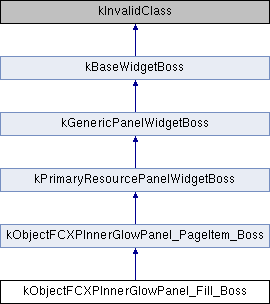 kInvalidClass
kBaseWidgetBoss
kGenericPanelWidgetBoss
kPrimaryResourcePanelWidgetBoss
kObjectFCXPInnerGlowPanel_PageItem_Boss
kObjectFCXPInnerGlowPanel_Fill_Boss